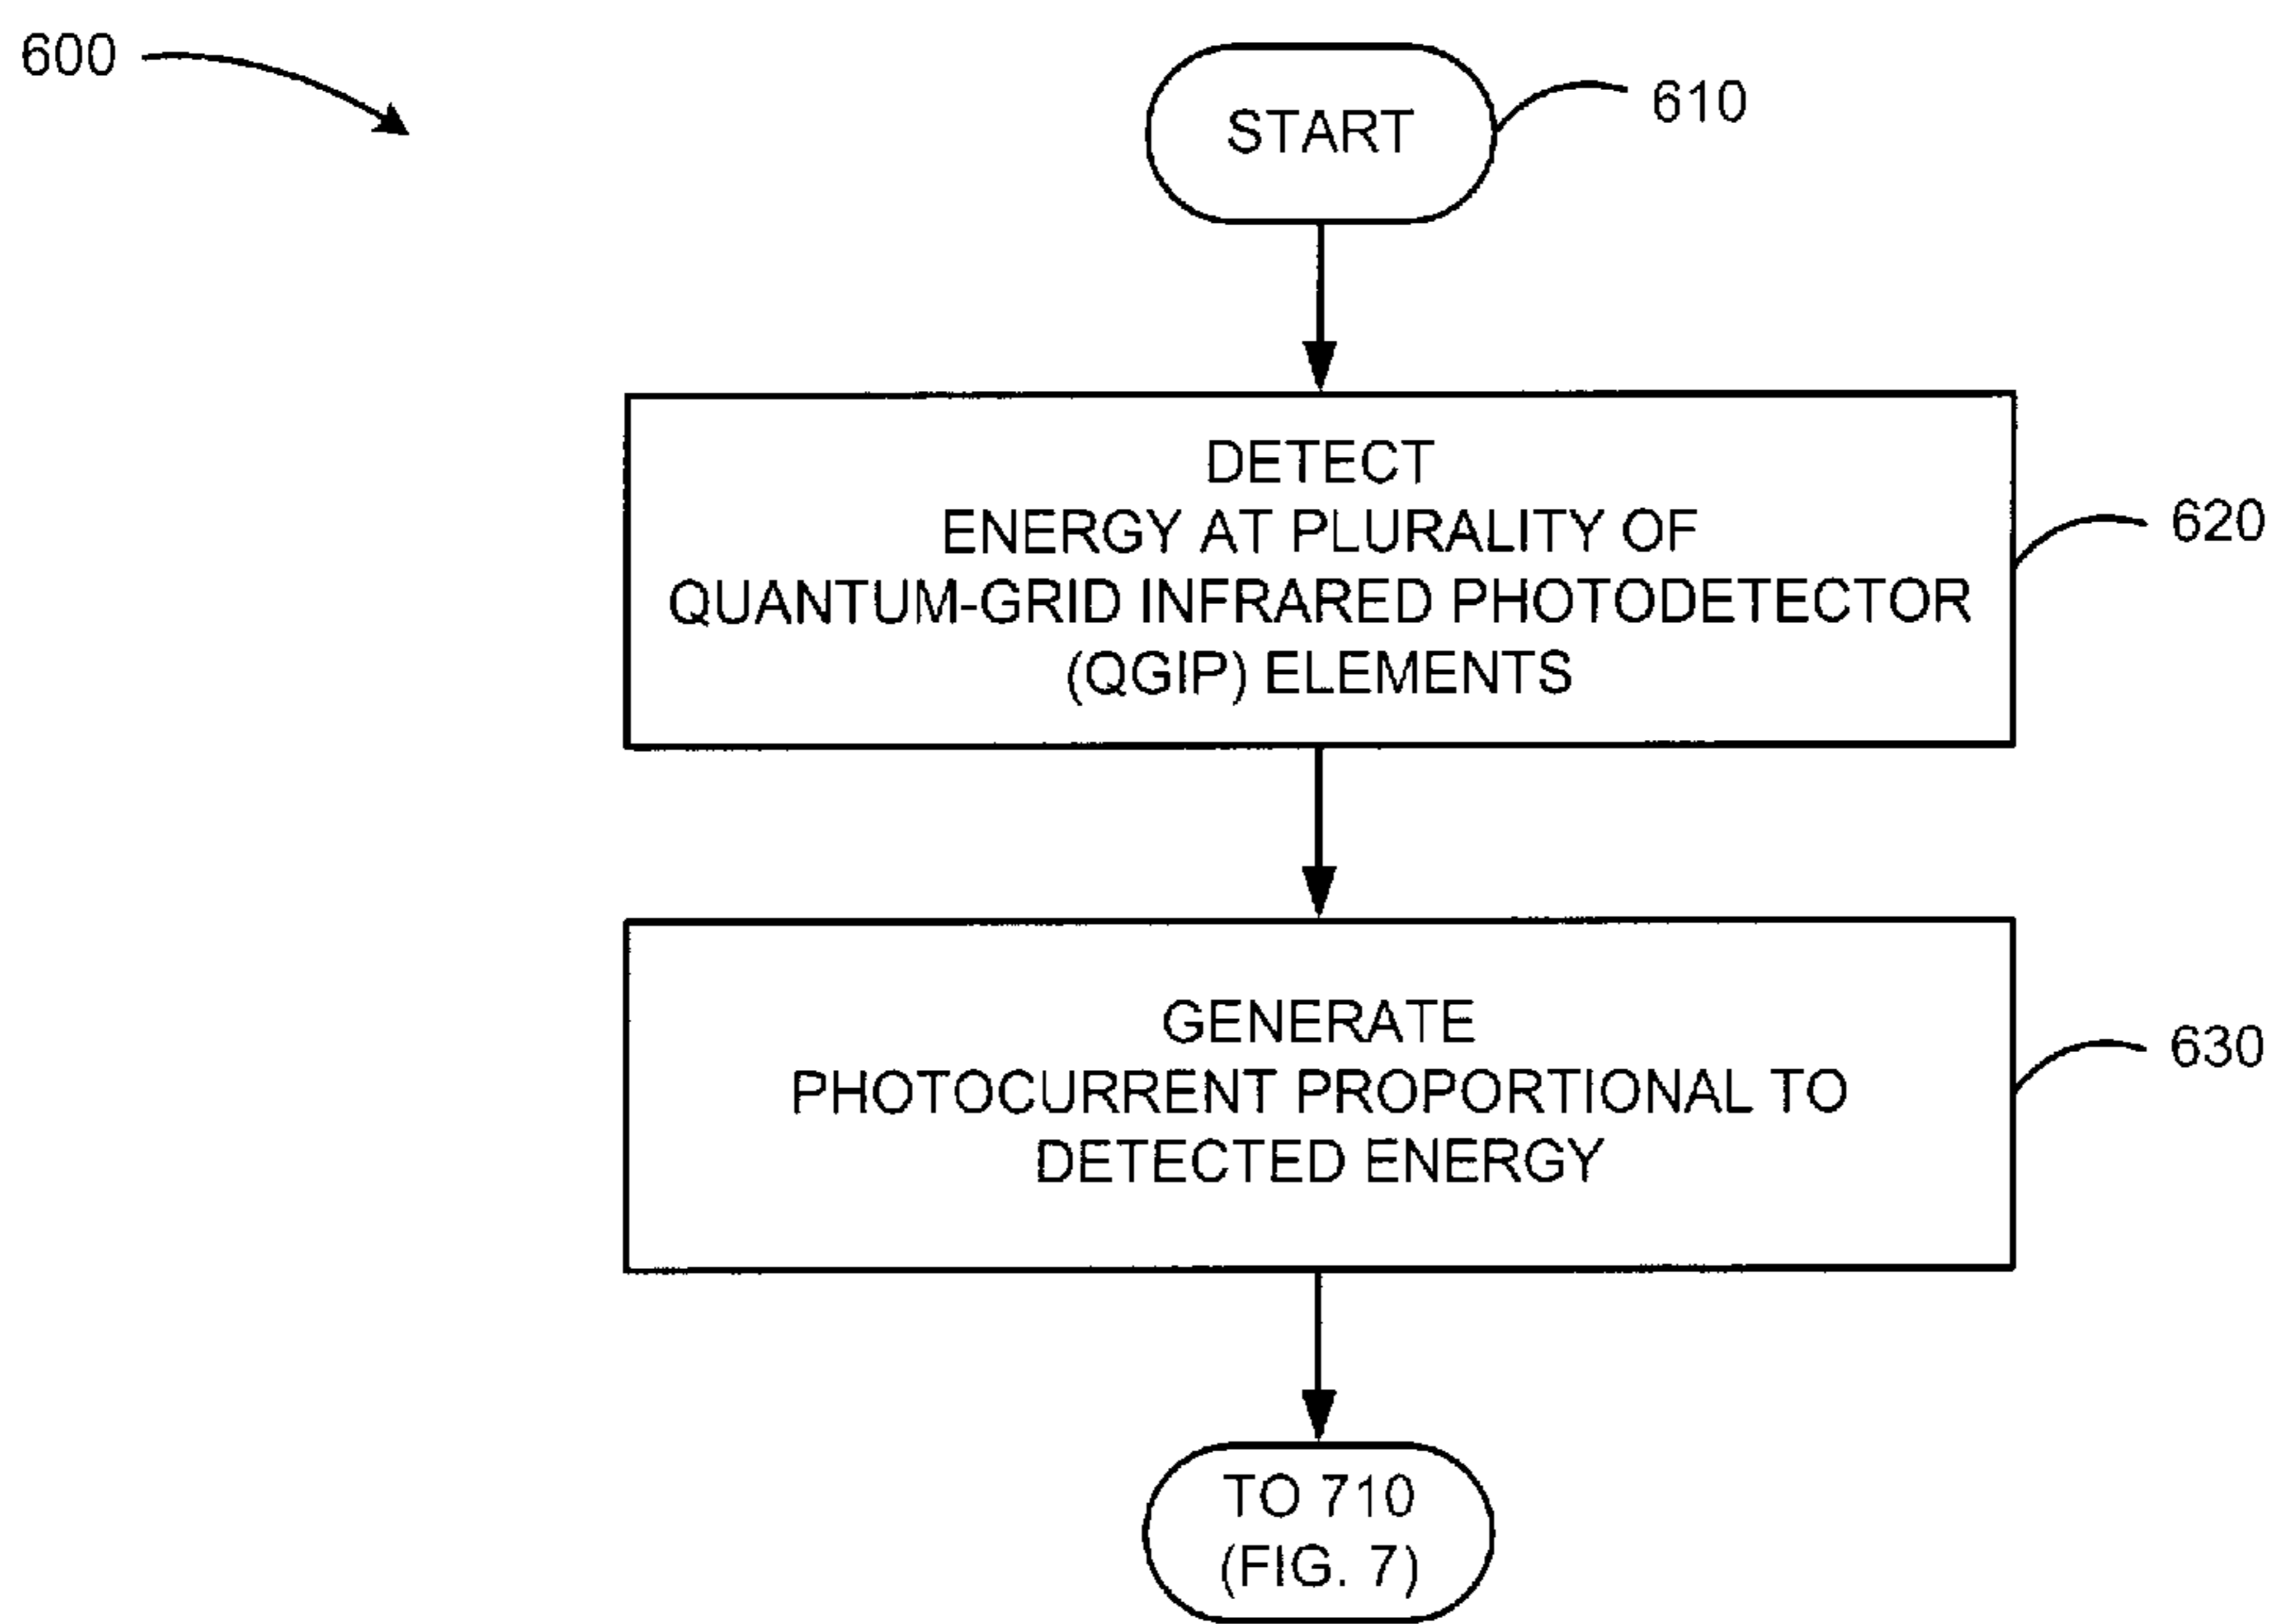 600
START
610
DETECT
ENERGY AT PLURALITY OF
QUANTUM-GRID INFRARED PHOTODETECTOR
(QGIP) ELEMENTS
620
GENERATE
PHOTOCURRENT PROPORTIONAL TO
DETECTED ENERGY
630
TO 710
(FIG. 7)